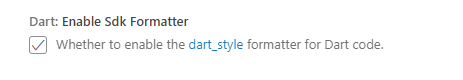 Dart: Enable Sdk Formatter
Whether to enable the dart_style formatter for Dart code.